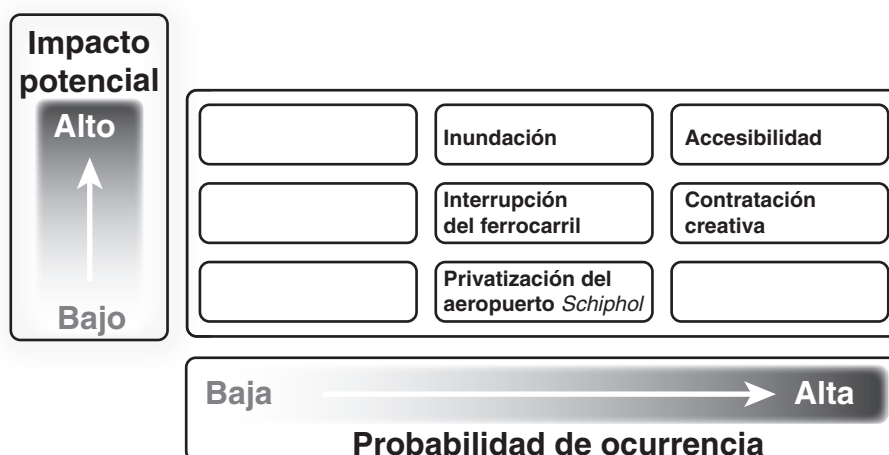 Impacto
potencial
Alto
Bajo
Inundación
Accesibilidad
Interrupción
del ferrocarril
Contratación
creativa
Privatización del
aeropuerto Schiphol
Baja
Alta
Probabilidad de ocurrencia